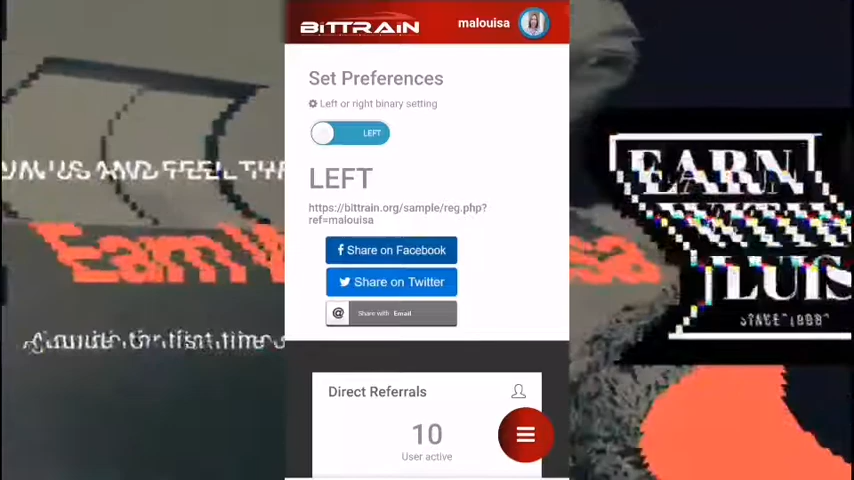 BITTRAIN
malouisa
Set Preferences
Left or right binary setting
LEFT
LEFT
https://bittrain.org/sample/reg.php?
ref=malouisa
Share on Facebook
Share on Twitter
@ Share with Email
Direct Referrals
10
User active
EARN
LUIS
SINCE 1998